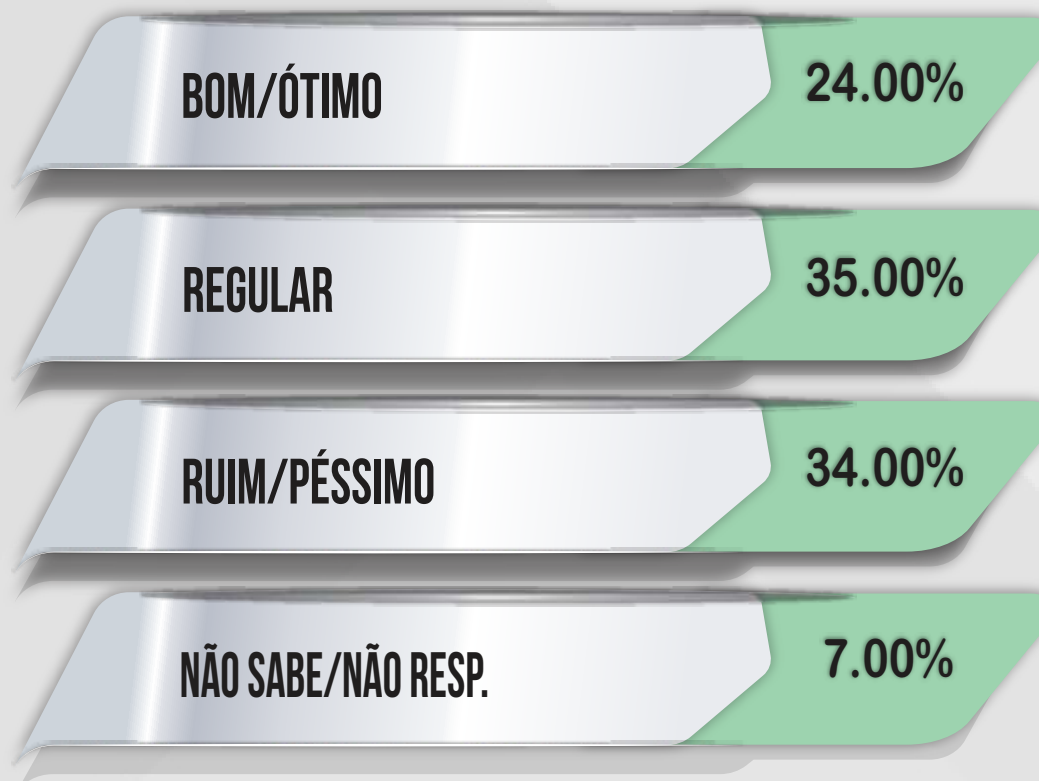 BOM/ÓTIMO 24.00%
REGULAR 35.00%
RUIM/PÉSSIMO 34.00%
NÃO SABE/NÃO RESP. 7.00%